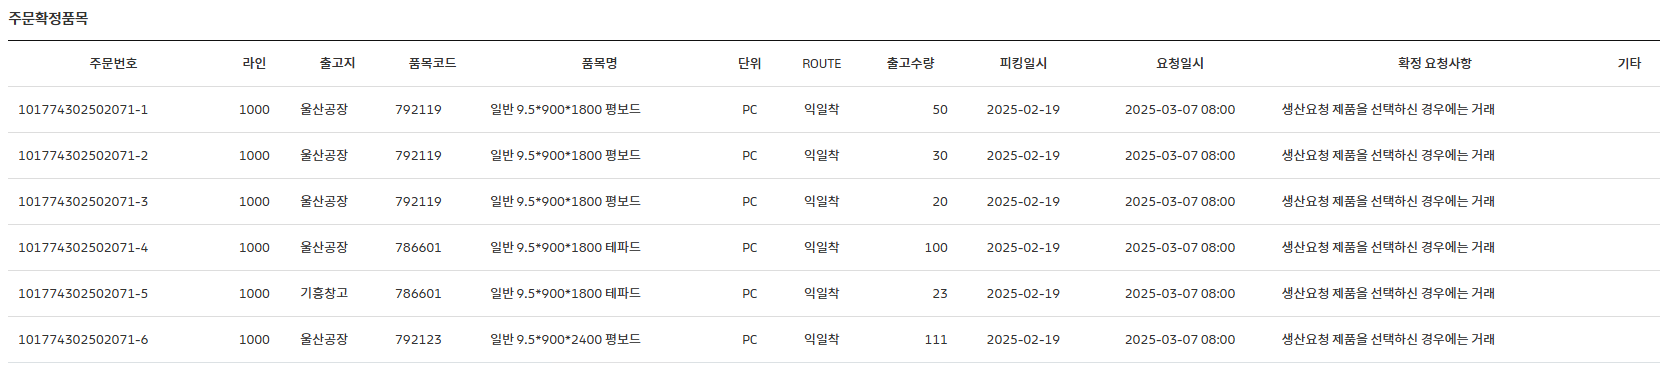 주문확정품목
주문번호 라인 출고지 품목코드 품목명 단위 ROUTE 출고수량 피킹일시 요청일시 확정 요청사항 기타
101774302502071-1 1000 울산공장 792119 일반 9.5*900*1800 평보드 PC 익일착 50 2025-02-19 2025-03-07 08:00 생산요청 제품을 선택하신 경우에는 거래
101774302502071-2 1000 울산공장 792119 일반 9.5*900*1800 평보드 PC 익일착 30 2025-02-19 2025-03-07 08:00 생산요청 제품을 선택하신 경우에는 거래
101774302502071-3 1000 울산공장 792119 일반 9.5*900*1800 평보드 PC 익일착 20 2025-02-19 2025-03-07 08:00 생산요청 제품을 선택하신 경우에는 거래
101774302502071-4 1000 울산공장 786601 일반 9.5*900*1800 테파드 PC 익일착 100 2025-02-19 2025-03-07 08:00 생산요청 제품을 선택하신 경우에는 거래
101774302502071-5 1000 기흥창고 786601 일반 9.5*900*1800 테파드 PC 익일착 23 2025-02-19 2025-03-07 08:00 생산요청 제품을 선택하신 경우에는 거래
101774302502071-6 1000 울산공장 792123 일반 9.5*900*2400 평보드 PC 익일착 111 2025-02-19 2025-03-07 08:00 생산요청 제품을 선택하신 경우에는 거래